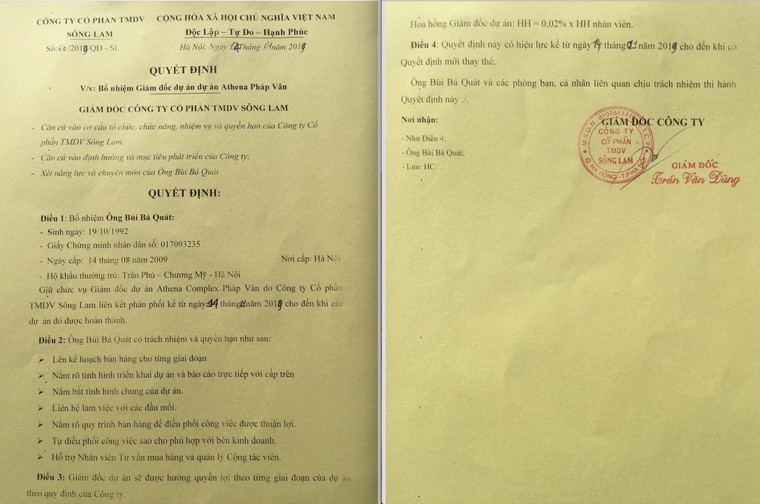 CÔNG TY CỔ PHẦN TMDV
SÔNG LAM
CỘNG HÒA XÃ HỘI CHỦ NGHĨA VIỆT NAM
Độc Lập – Tự Do – Hạnh Phúc
/2019/QĐ - SL
Hà Nội, Ngày tháng năm 2019
QUYẾT ĐỊNH
V/v: Bổ nhiệm Giám đốc dự án dự án Athena Pháp Vân
GIÁM ĐỐC CÔNG TY CỔ PHẦN TMDV SÔNG LAM
- Căn cứ vào cơ cấu tổ chức, chức năng, nhiệm vụ và quyền hạn của Công ty Cổ
phần TMDV Sông Lam;
- Căn cứ vào định hướng và mục tiêu phát triển của Công ty;
- Xét năng lực và chuyên môn của Ông Bùi Bá Quát
QUYẾT ĐỊNH:
Điều 1: Bổ nhiệm Ông Bùi Bá Quát:
- Sinh ngày: 19/10/1992
- Giấy Chứng minh nhân dân số: 017093235
- Ngày cấp: 14 tháng 08 năm 2009 Nơi cấp: Hà Nội
- Hộ khẩu thường trú: Trần Phú – Chương Mỹ - Hà Nội
Giữ chức vụ Giám đốc dự án Athena Complex Pháp Vân do Công ty Cổ phần
TMDV Sông Lam liên kết phân phối kể từ ngày tháng năm 2019 cho đến khi các
dự án đó được hoàn thành.
Điều 2: Ông Bùi Bá Quát có trách nhiệm và quyền hạn như sau:
➢ Lên kế hoạch bán hàng cho từng giai đoạn
➢ Nắm rõ tình hình triển khai dự án và báo cáo trực tiếp với cấp trên
➢ Nắm bắt tình hình chung của dự án.
➢ Liên hệ làm việc với các đầu mối.
➢ Nắm rõ quy trình bán hàng để điều phối công việc được thuận lợi.
➢ Tự điều phối công việc sao cho phù hợp với bên kinh doanh.
➢ Hỗ trợ Nhân viên Tư vấn mua hàng và quản lý Cộng tác viên.
Điều 3: Giám đốc dự án sẽ được hưởng quyền lợi theo từng giai đoạn của dự án
theo quy định của Công ty.
Hoa hồng Giám đốc dự án: HH = 0,02% x HH nhân viên.
Điều 4: Quyết định này có hiệu lực kể từ ngày 14 tháng 11 năm 2019 cho đến khi có
Quyết định mới thay thế.
Ông Bùi Bá Quát và các phòng ban, cá nhân liên quan chịu trách nhiệm thi hành
Quyết định này ./.
Nơi nhận:
- Như Điều 4;
- Ông Bùi Bá Quát;
- Lưu: HC.
GIÁM ĐỐC CÔNG TY
CÔNG TY
CỔ PHẦN
TMDV
SÔNG LAM
GIÁM ĐỐC
Trần Văn Dũng